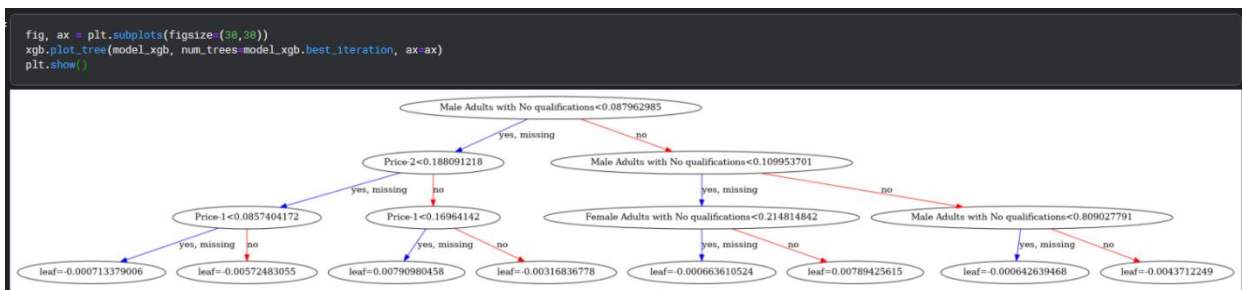 fig, ax = plt.subplots(figsize=(30,30))
xgb.plot_tree(model_xgb, num_trees=model_xgb.best_iteration, ax=ax)
plt.show()
Male Adults with No qualifications<0.087962985
yes, missing
no
Price-2<0.188091218
Male Adults with No qualifications<0.109953701
yes, missing
no
yes, missing
no
Price-1<0.0857404172
Price-1<0.16964142
Female Adults with No qualifications<0.214814842
Male Adults with No qualifications<0.809027791
yes, missing
no
yes, missing
no
yes, missing
no
yes, missing
no
leaf=-0.000713379006
leaf=-0.00572483055
leaf=0.00790980458
leaf=-0.00316836778
leaf=-0.000663610524
leaf=0.00789425615
leaf=-0.000642639468
leaf=-0.0043712249